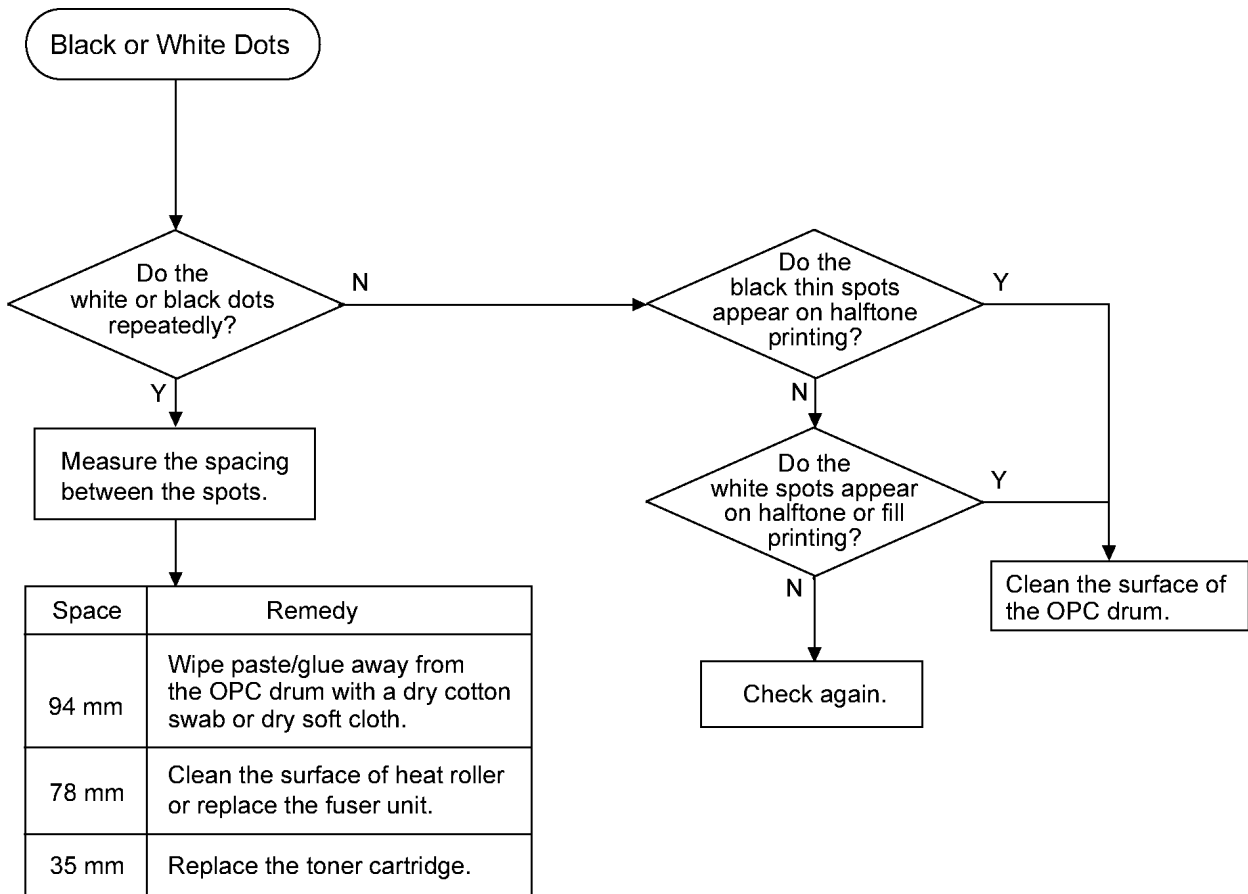 Black or White Dots
Do the
white or black dots
repeatedly?
N
Y
Measure the spacing
between the spots.
Space Remedy
94 mm
Wipe paste/glue away from
the OPC drum with a dry cotton
swab or dry soft cloth.
78 mm
Clean the surface of heat roller
or replace the fuser unit.
35 mm Replace the toner cartridge.
Do the
black thin spots
appear on halftone
printing?
Y
N
Do the
white spots appear
on halftone or fill
printing?
Y
N
Clean the surface of
the OPC drum.
Check again.